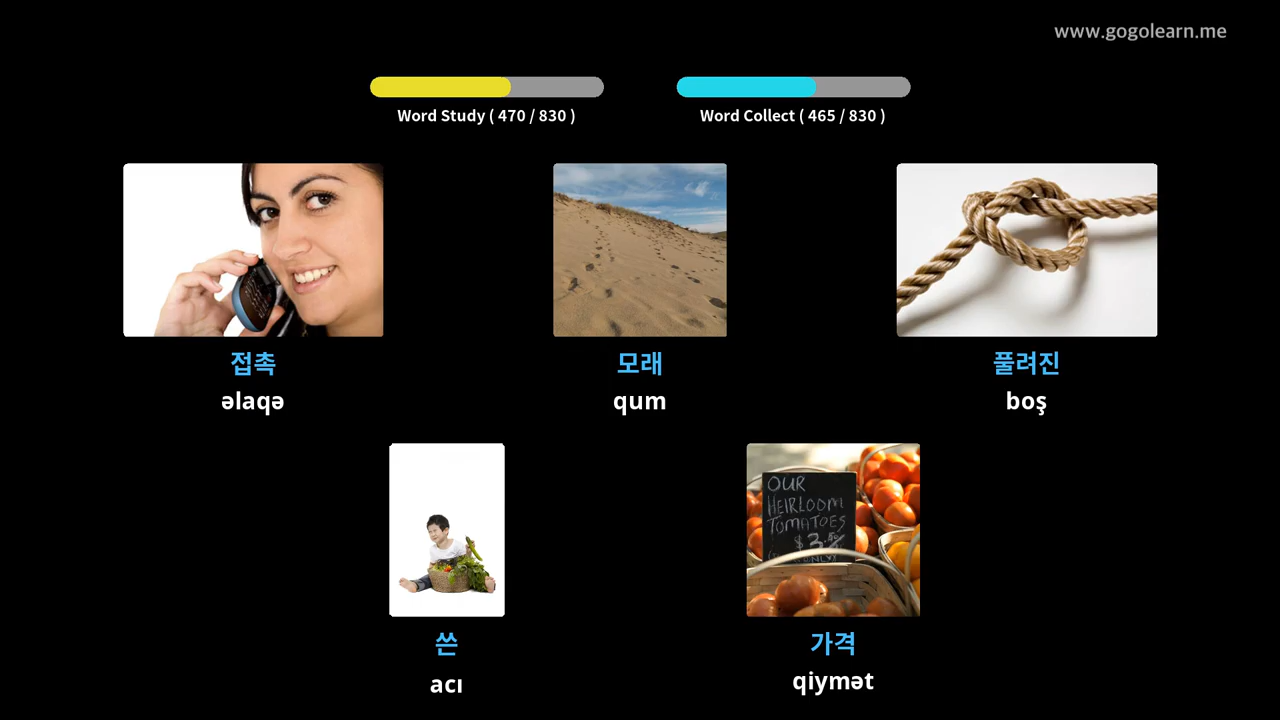 www.gogolearn.me
Word Study ( 470 / 830 )
Word Collect ( 465 / 830 )
접촉
əlaqə
모래
qum
풀려진
boş
OUR
HEIRLOOM
TOMATOES
쓴
acı
가격
qiymət